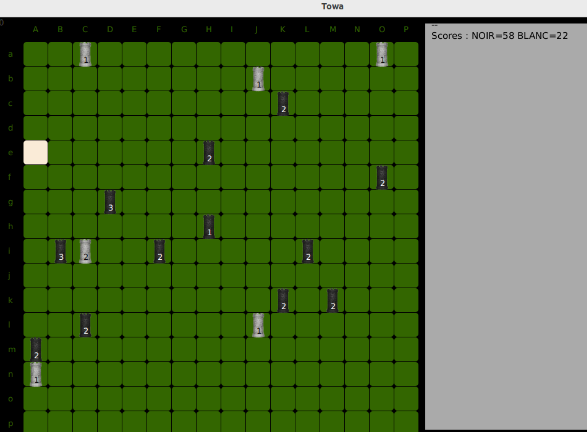 Towa
A B C D E F G H I J K L M N O P
Scores : NOIR=58 BLANC=22
a 1 1
b 1
c 2
d
e 2
f 2
g 3
h 1
i 3 2 2 2
j
k 2 2
l 2 1
m 2
n 1
o
p